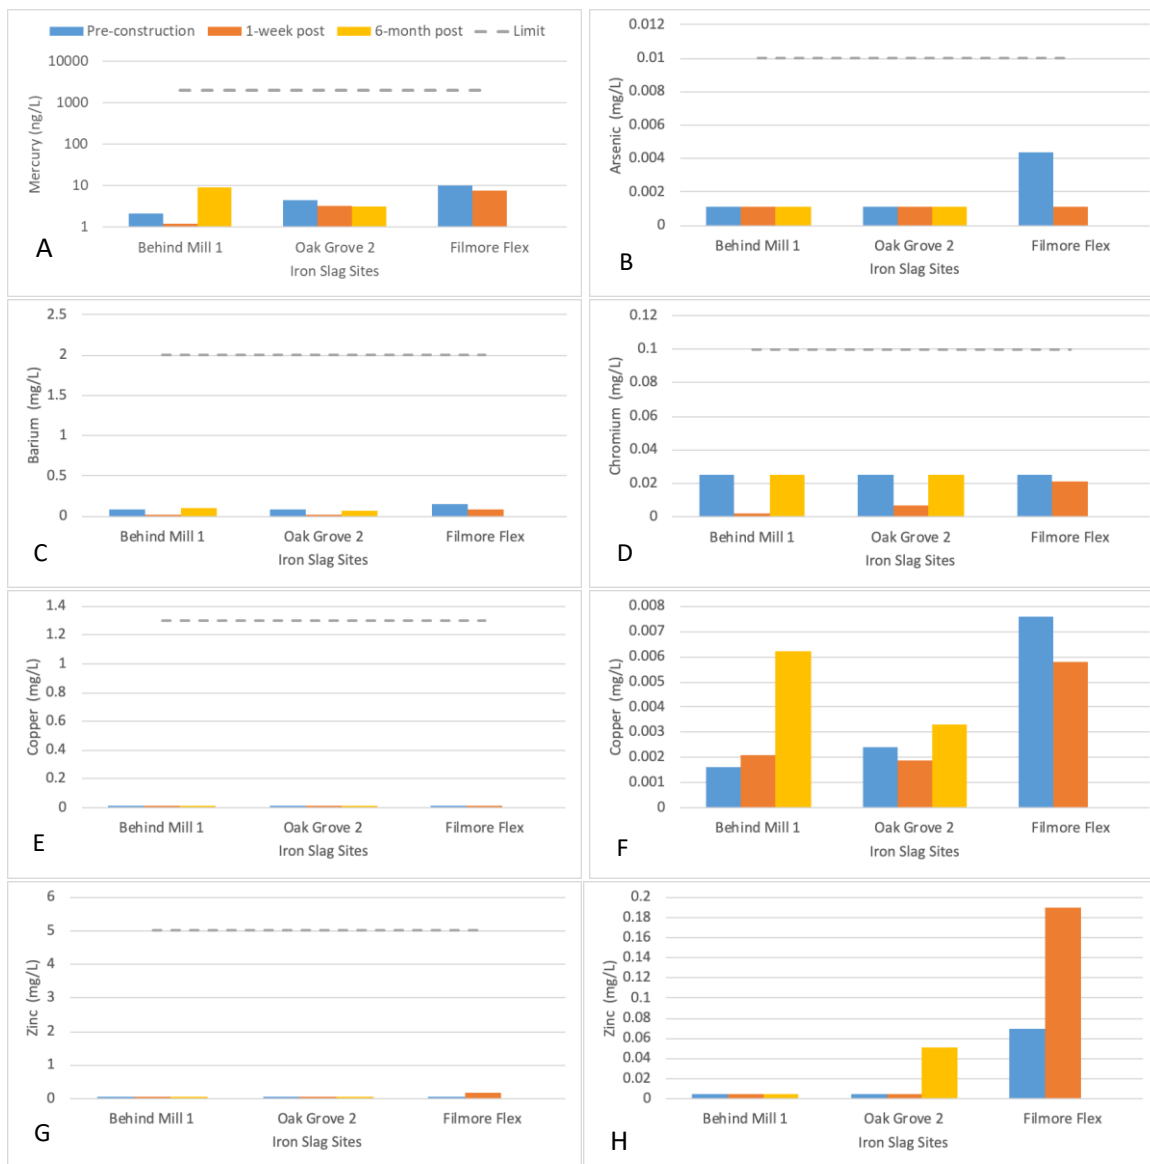 Pre-construction 1-week post 6-month post Limit
10000
1000
100
10
1
Mercury (ng/L)
Behind Mill 1 Oak Grove 2 Filmore Flex
Iron Slag Sites
A
0.012
0.01
0.008
0.006
0.004
0.002
0
Arsenic (mg/L)
Behind Mill 1 Oak Grove 2 Filmore Flex
Iron Slag Sites
B
2.5
2
1.5
1
0.5
0
Barium (mg/L)
Behind Mill 1 Oak Grove 2 Filmore Flex
Iron Slag Sites
C
0.12
0.1
0.08
0.06
0.04
0.02
0
Chromium (mg/L)
Behind Mill 1 Oak Grove 2 Filmore Flex
Iron Slag Sites
D
1.4
1.2
1
0.8
0.6
0.4
0.2
0
Copper (mg/L)
Behind Mill 1 Oak Grove 2 Filmore Flex
Iron Slag Sites
E
0.008
0.007
0.006
0.005
0.004
0.003
0.002
0.001
0
Copper (mg/L)
Behind Mill 1 Oak Grove 2 Filmore Flex
Iron Slag Sites
F
6
5
4
3
2
1
0
Zinc (mg/L)
Behind Mill 1 Oak Grove 2 Filmore Flex
Iron Slag Sites
G
0.2
0.18
0.16
0.14
0.12
0.1
0.08
0.06
0.04
0.02
0
Zinc (mg/L)
Behind Mill 1 Oak Grove 2 Filmore Flex
Iron Slag Sites
H